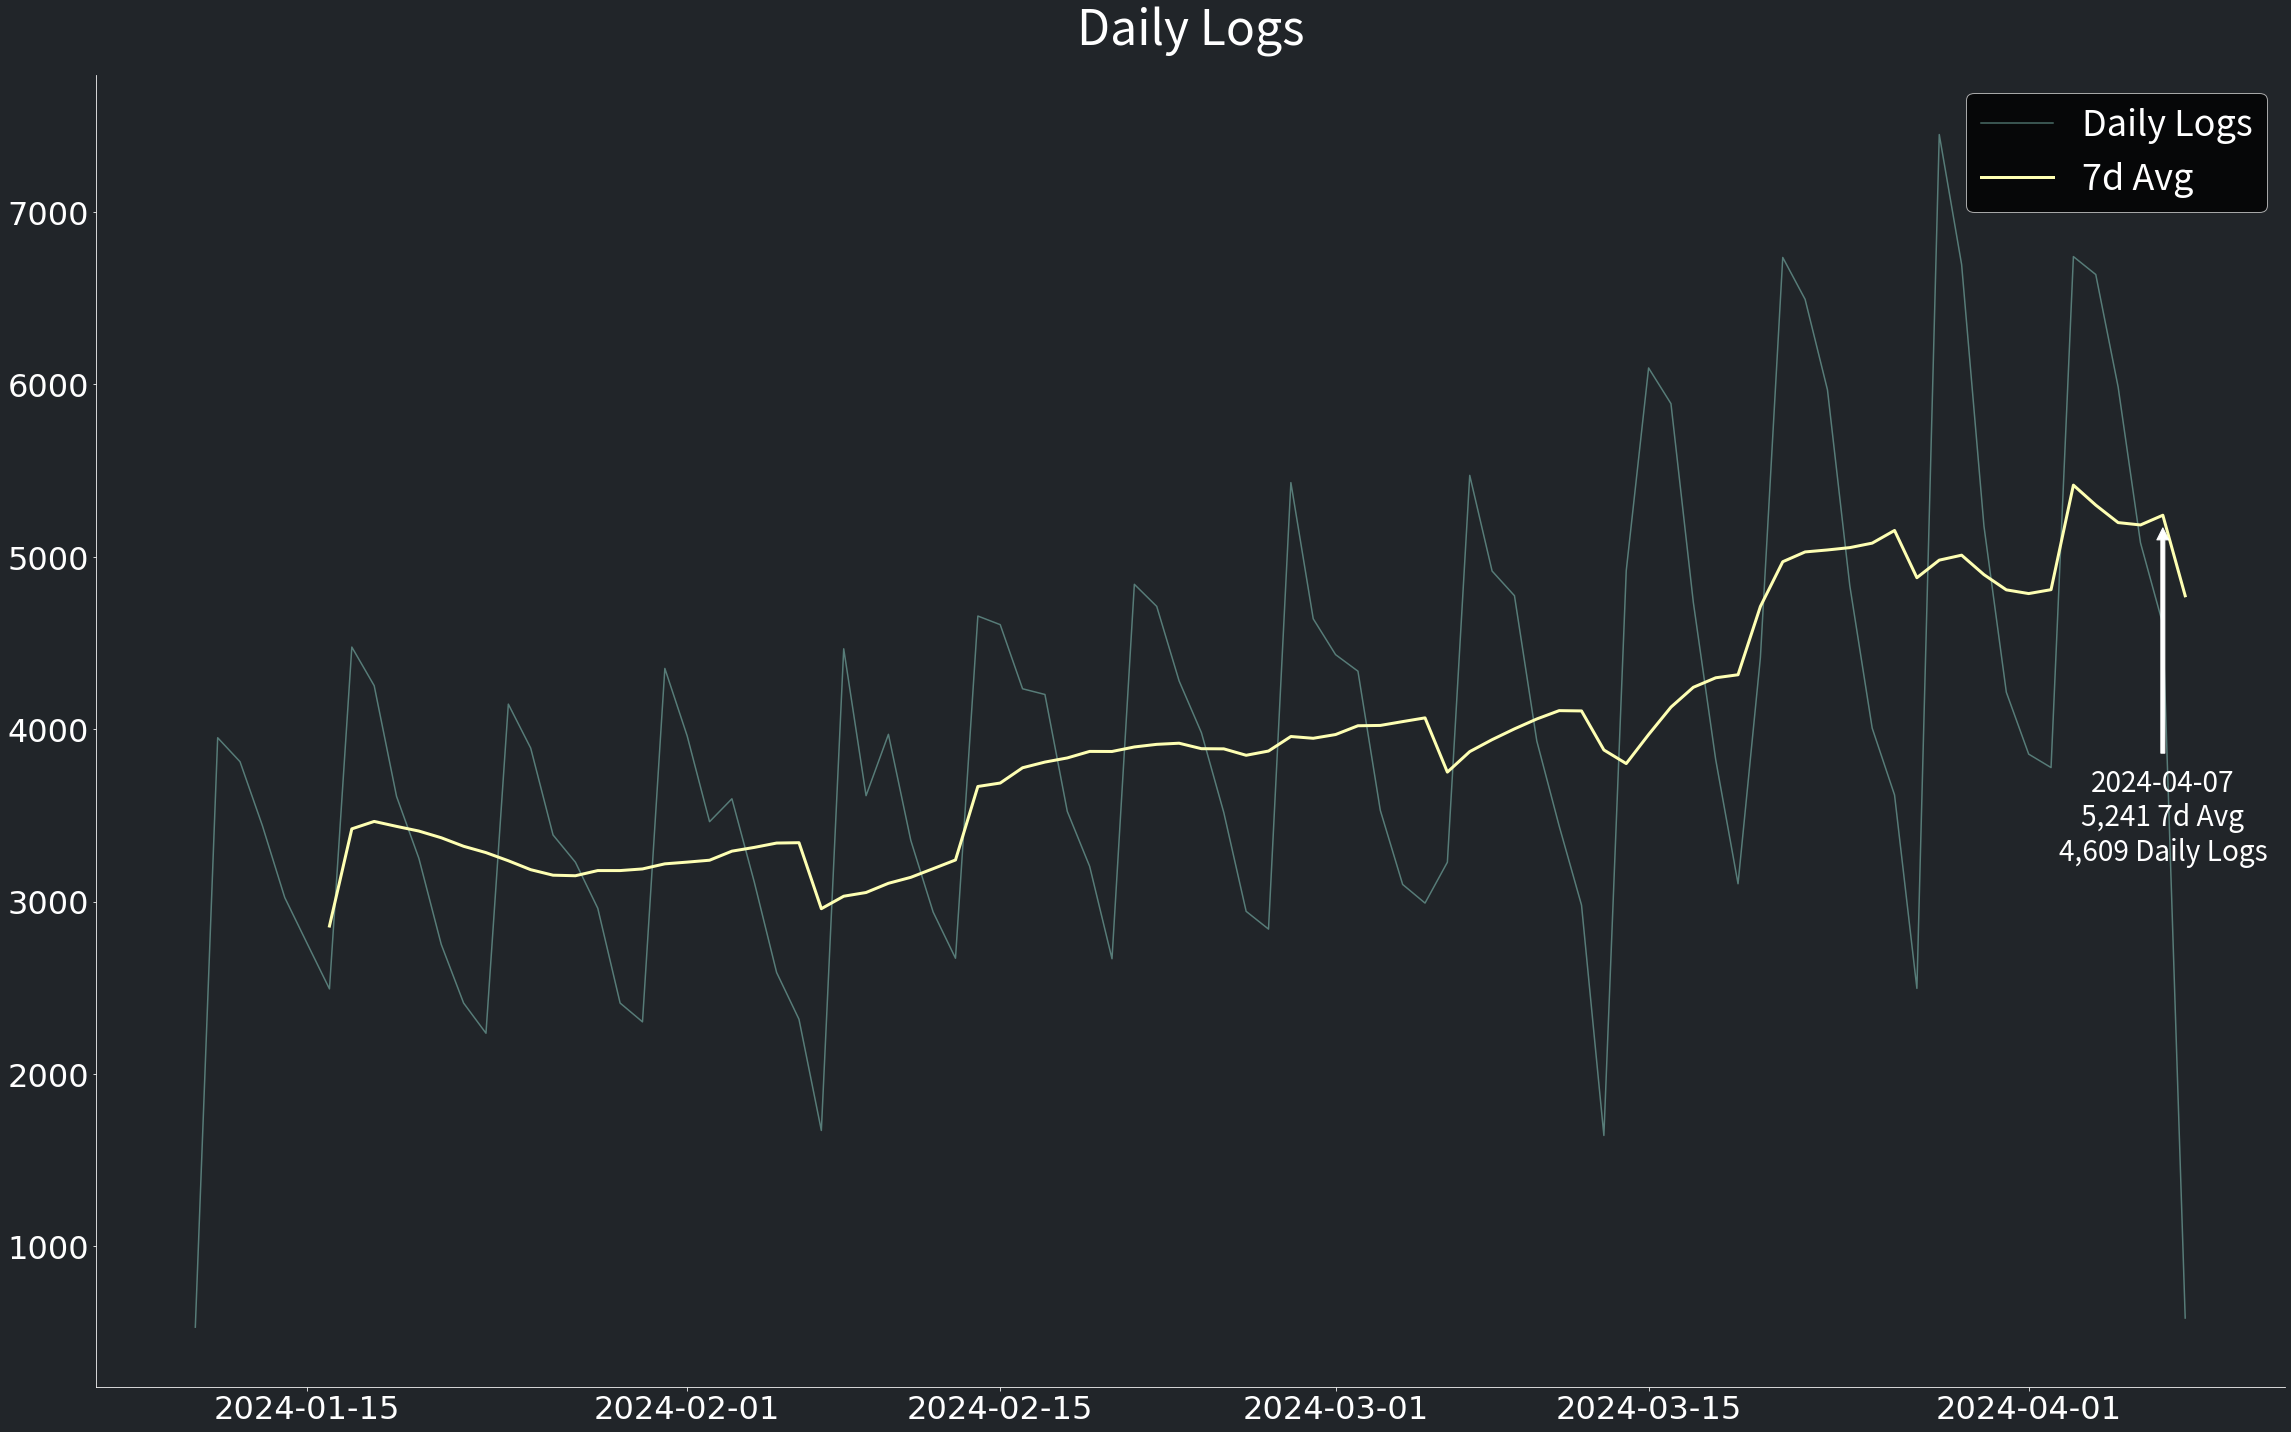 Daily Logs
Daily Logs
7d Avg
7000
6000
5000
4000
3000
2000
1000
2024-04-07
5,241 7d Avg
4,609 Daily Logs
2024-01-15
2024-02-01
2024-02-15
2024-03-01
2024-03-15
2024-04-01